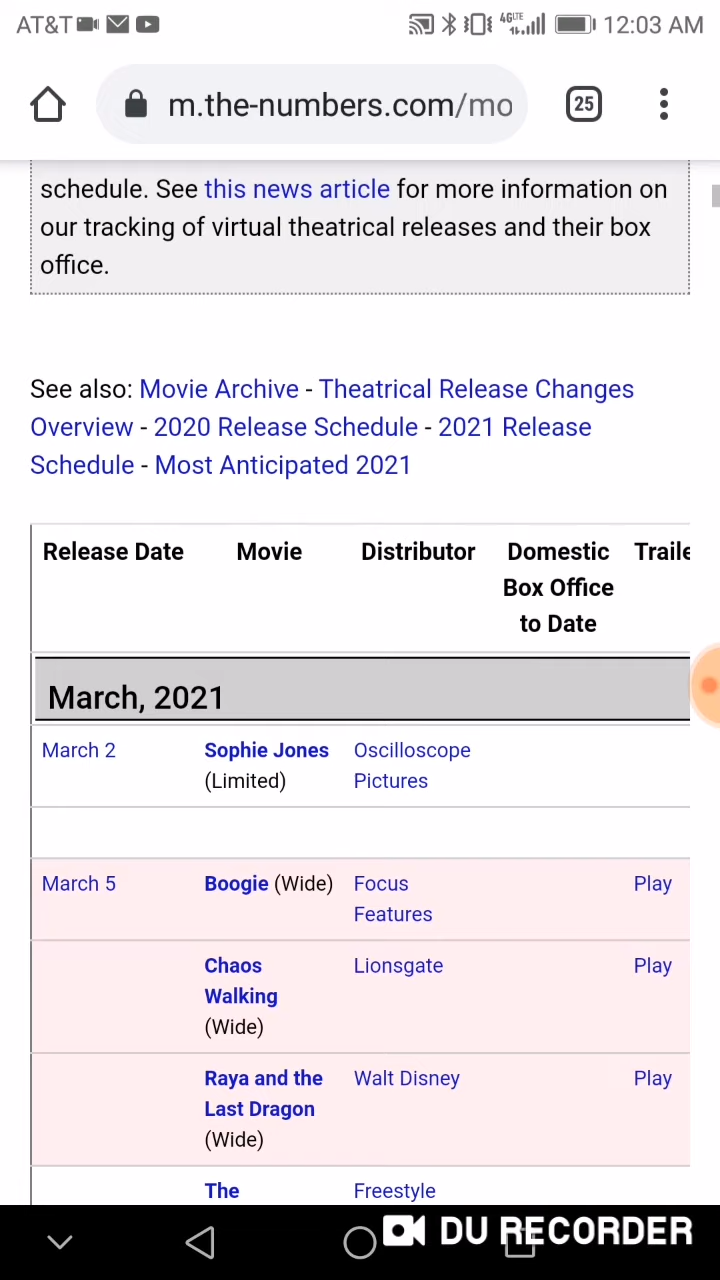 AT&T 4G LTE 12:03 AM
m.the-numbers.com/mo 25
schedule. See this news article for more information on
our tracking of virtual theatrical releases and their box
office.
See also: Movie Archive - Theatrical Release Changes
Overview - 2020 Release Schedule - 2021 Release
Schedule - Most Anticipated 2021
Release Date Movie Distributor Domestic Traile
Box Office
to Date
March, 2021
March 2 Sophie Jones Oscilloscope
(Limited) Pictures
March 5 Boogie (Wide) Focus Play
Features
Chaos Lionsgate Play
Walking
(Wide)
Raya and the Walt Disney Play
Last Dragon
(Wide)
The Freestyle
DU RECORDER